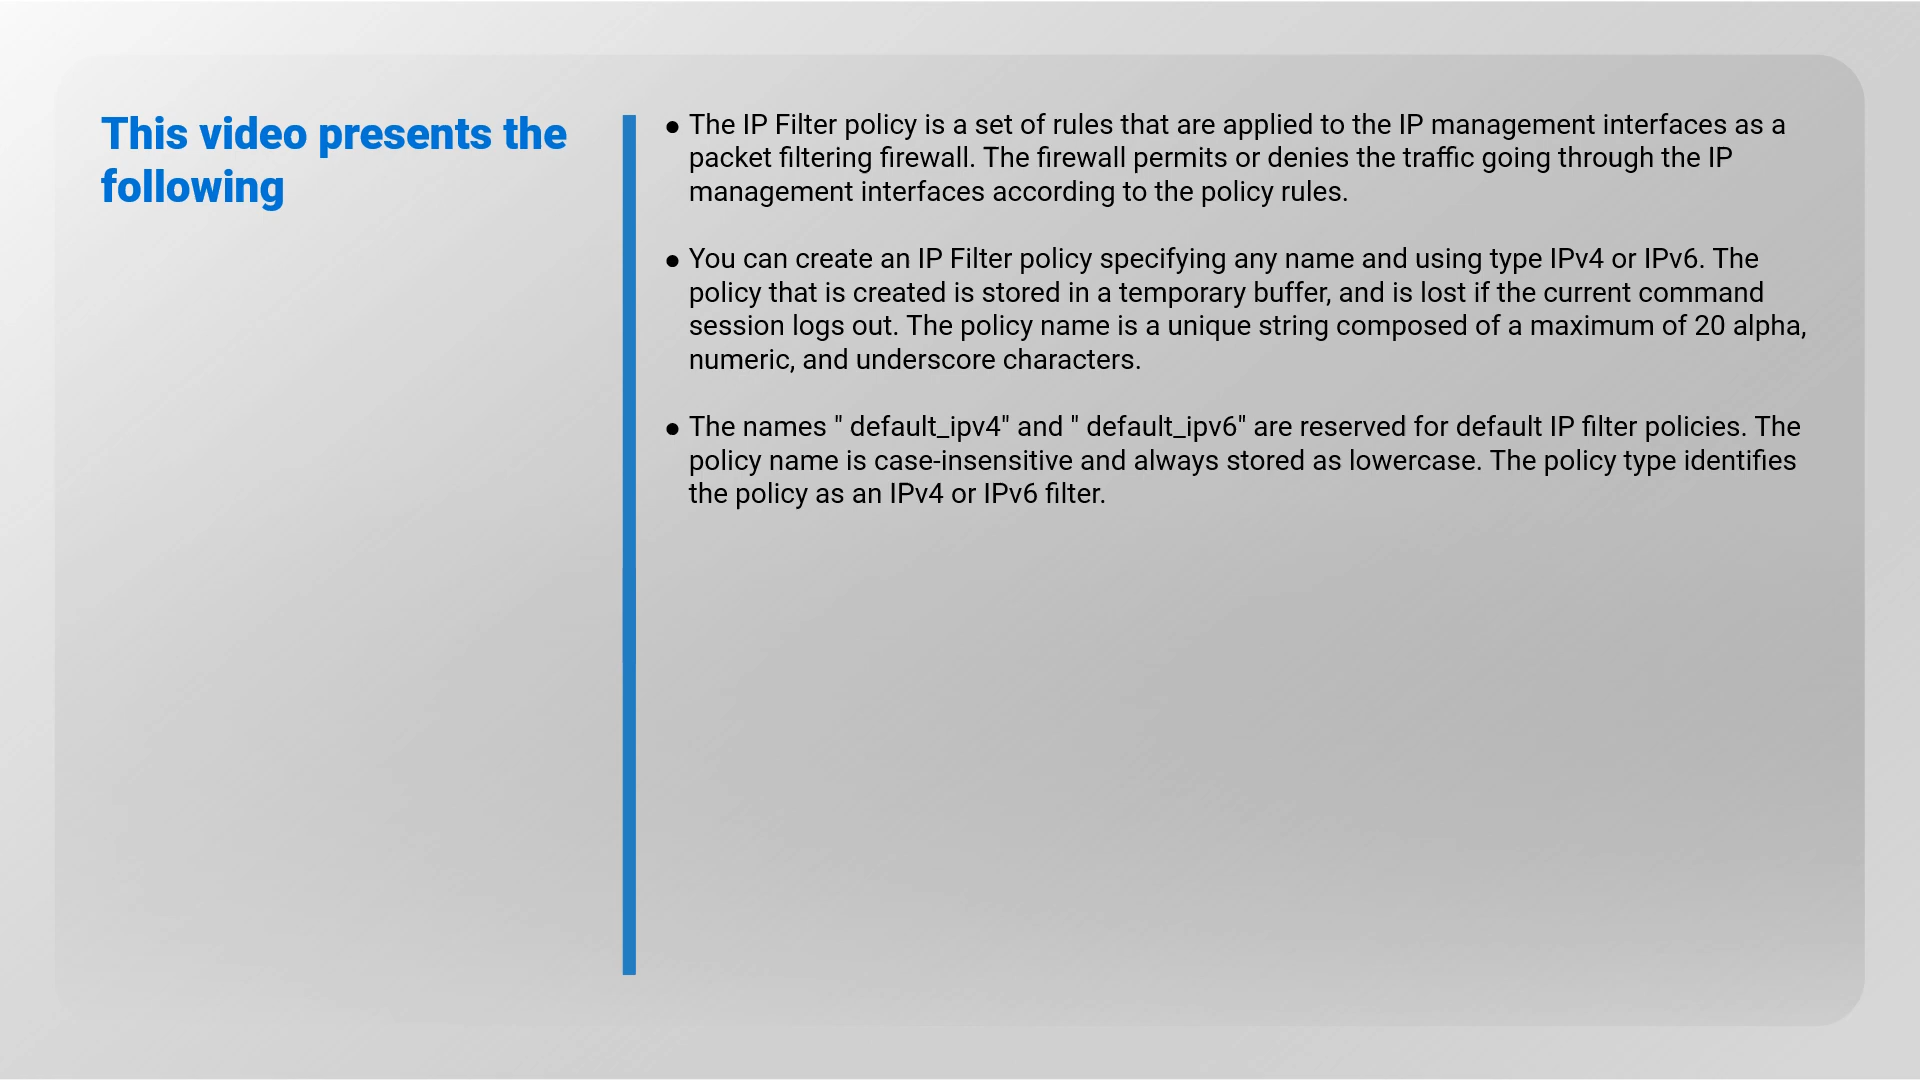 This video presents the
following
● The IP Filter policy is a set of rules that are applied to the IP management interfaces as a
packet filtering firewall. The firewall permits or denies the traffic going through the IP
management interfaces according to the policy rules.
● You can create an IP Filter policy specifying any name and using type IPv4 or IPv6. The
policy that is created is stored in a temporary buffer, and is lost if the current command
session logs out. The policy name is a unique string composed of a maximum of 20 alpha,
numeric, and underscore characters.
● The names " default_ipv4" and " default_ipv6" are reserved for default IP filter policies. The
policy name is case-insensitive and always stored as lowercase. The policy type identifies
the policy as an IPv4 or IPv6 filter.